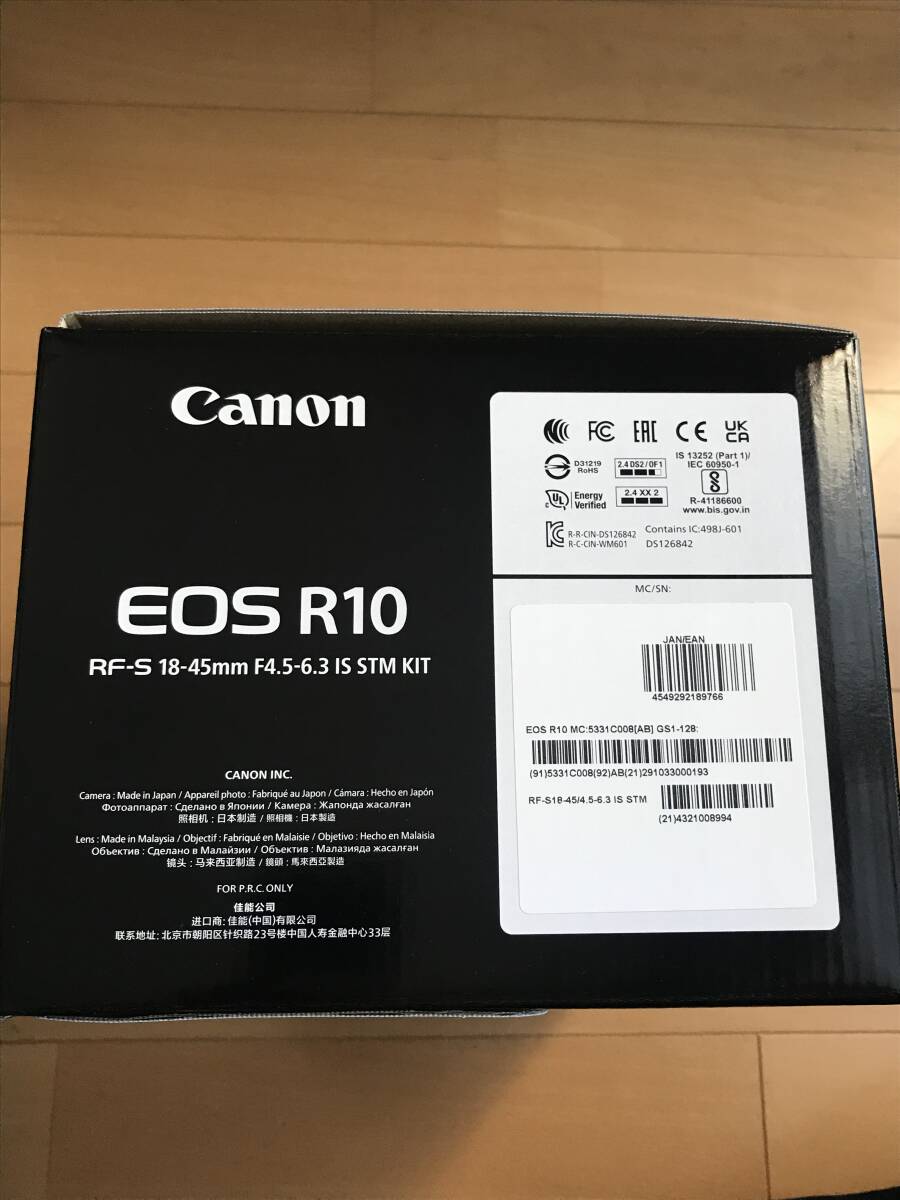 Canon
EOS R10
RF-S 18-45mm F4.5-6.3 IS STM KIT
CANON INC.
Camera : Made in Japan / Appareil photo : Fabriqué au Japon / Cámara : Hecho en Japón
Фотоаппарат : Сделано в Японии / Камера : Жапонда жасалған
照相机 : 日本制造 / 照相機 : 日本製造
Lens : Made in Malaysia / Objectif : Fabriqué en Malaisie / Objetivo : Hecho en Malaisia
Объектив : Сделано в Малайзии / Объектив : Малазияда жасалған
镜头 : 马来西亚制造 / 鏡頭 : 馬來西亞製造
FOR P.R.C. ONLY
佳能公司
进口商: 佳能(中国)有限公司
联系地址: 北京市朝阳区针织路23号楼中国人寿金融中心33层
FC EAC CE UK CA
D31219
RoHS
2.4 DS2/OF1
IS 13252 (Part 1)/
IEC 60950-1
c UL Energy Verified
2.4 XX 2
R-41186600
www.bis.gov.in
R-R-CIN-DS126842
R-C-CIN-WM601
Contains IC:498J-601
DS126842
MC/SN:
JAN/EAN
4549292189766
EOS R10 MC:5331C008[AB] GS1-128:
(91)5331C008(92)AB(21)291033000193
RF-S18-45/4.5-6.3 IS STM
(21)4321008994